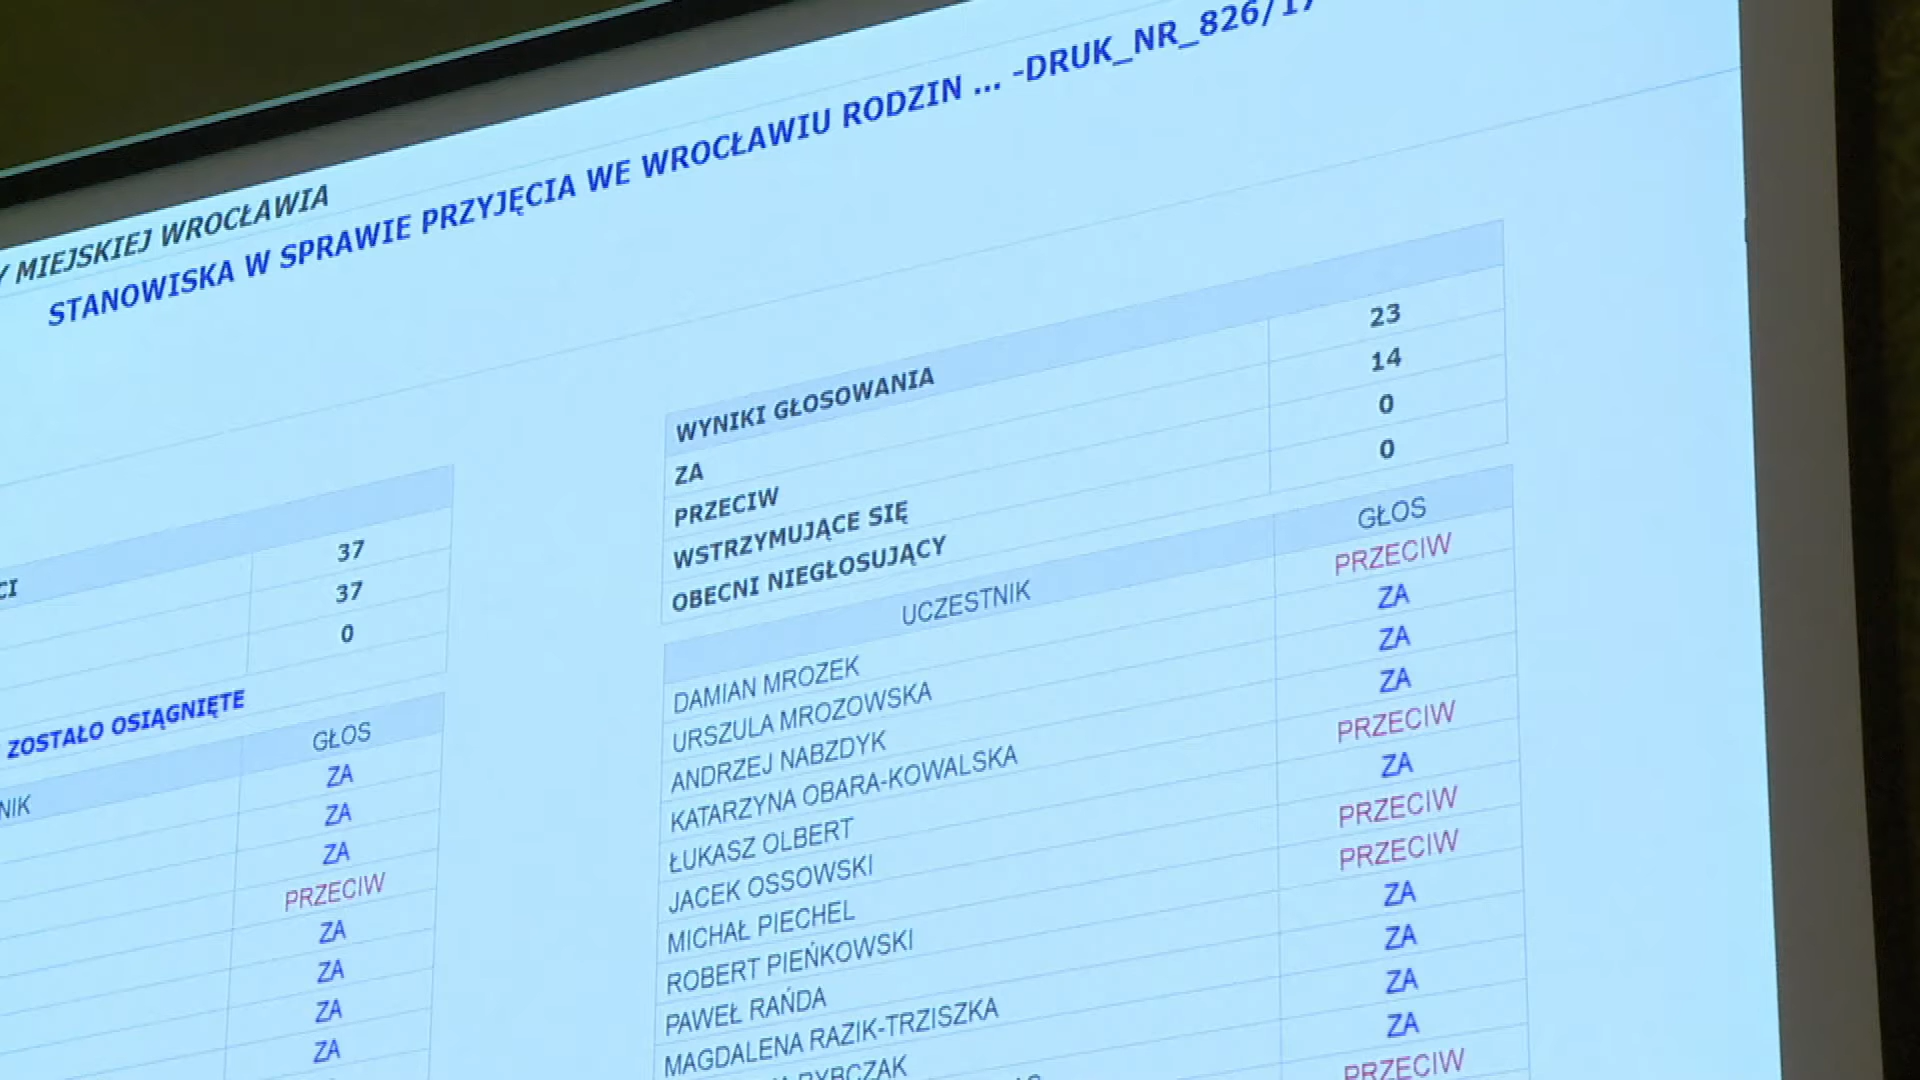 MIEJSKIEJ WROCŁAWIA
STANOWISKA W SPRAWIE PRZYJĘCIA WE WROCŁAWIU RODZIN ... -DRUK_NR_826/17
CI
37
37
0
ZOSTAŁO OSIĄGNIĘTE
NIK GŁOS
ZA
ZA
ZA
PRZECIW
ZA
ZA
ZA
ZA
WYNIKI GŁOSOWANIA
ZA 23
PRZECIW 14
WSTRZYMUJĄCE SIĘ 0
OBECNI NIEGŁOSUJĄCY 0
UCZESTNIK GŁOS
DAMIAN MROZEK PRZECIW
URSZULA MROZOWSKA ZA
ANDRZEJ NABZDYK ZA
KATARZYNA OBARA-KOWALSKA ZA
ŁUKASZ OLBERT PRZECIW
JACEK OSSOWSKI ZA
MICHAŁ PIECHEL PRZECIW
ROBERT PIEŃKOWSKI PRZECIW
PAWEŁ RAŃDA ZA
MAGDALENA RAZIK-TRZISZKA ZA
RYBCZAK ZA
ZA
PRZECIW